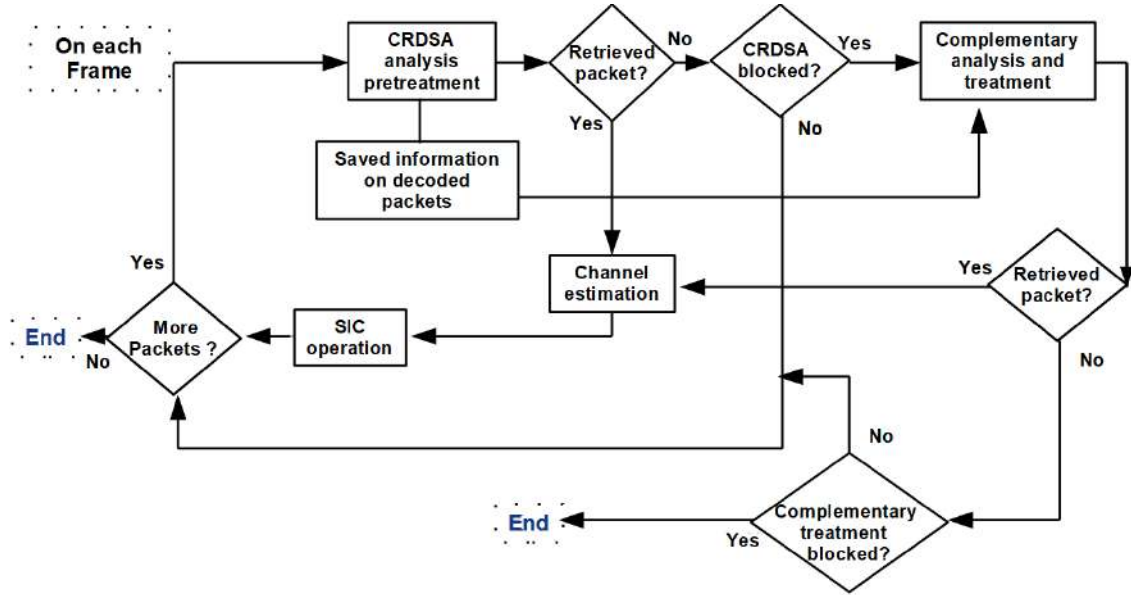 On each
Frame
CRDSA
analysis
pretreatment
Retrieved
packet?
No
CRDSA
blocked?
Yes
Complementary
analysis and
treatment
Yes
No
Saved information
on decoded
packets
Yes
Channel
estimation
Yes
Retrieved
packet?
End
No
More
Packets ?
SIC
operation
No
No
End
Yes
Complementary
treatment
blocked?